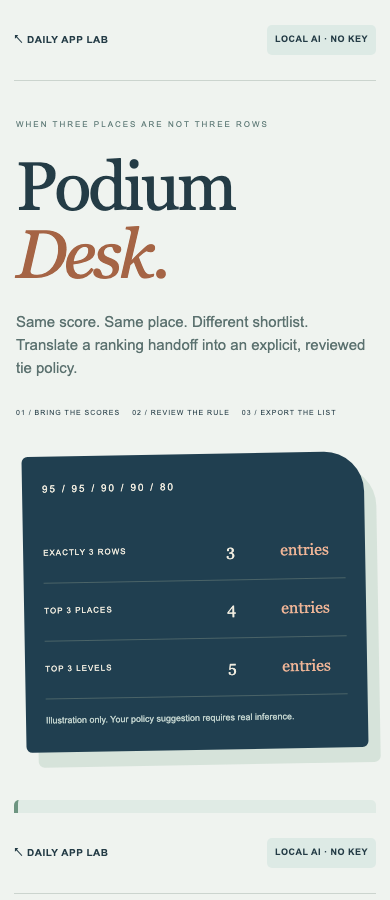 ↖ DAILY APP LAB
LOCAL AI · NO KEY
WHEN THREE PLACES ARE NOT THREE ROWS
Podium
Desk.
Same score. Same place. Different shortlist.
Translate a ranking handoff into an explicit, reviewed
tie policy.
01 / BRING THE SCORES 02 / REVIEW THE RULE 03 / EXPORT THE LIST
95 / 95 / 90 / 90 / 80
EXACTLY 3 ROWS 3 entries
TOP 3 PLACES 4 entries
TOP 3 LEVELS 5 entries
Illustration only. Your policy suggestion requires real inference.
↖ DAILY APP LAB
LOCAL AI · NO KEY